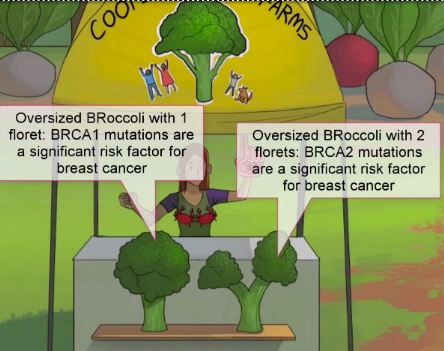 COO
FARMS
Oversized BRoccoli with 1
floret: BRCA1 mutations are
a significant risk factor for
breast cancer
Oversized BRoccoli with 2
florets: BRCA2 mutations
are a significant risk factor
for breast cancer